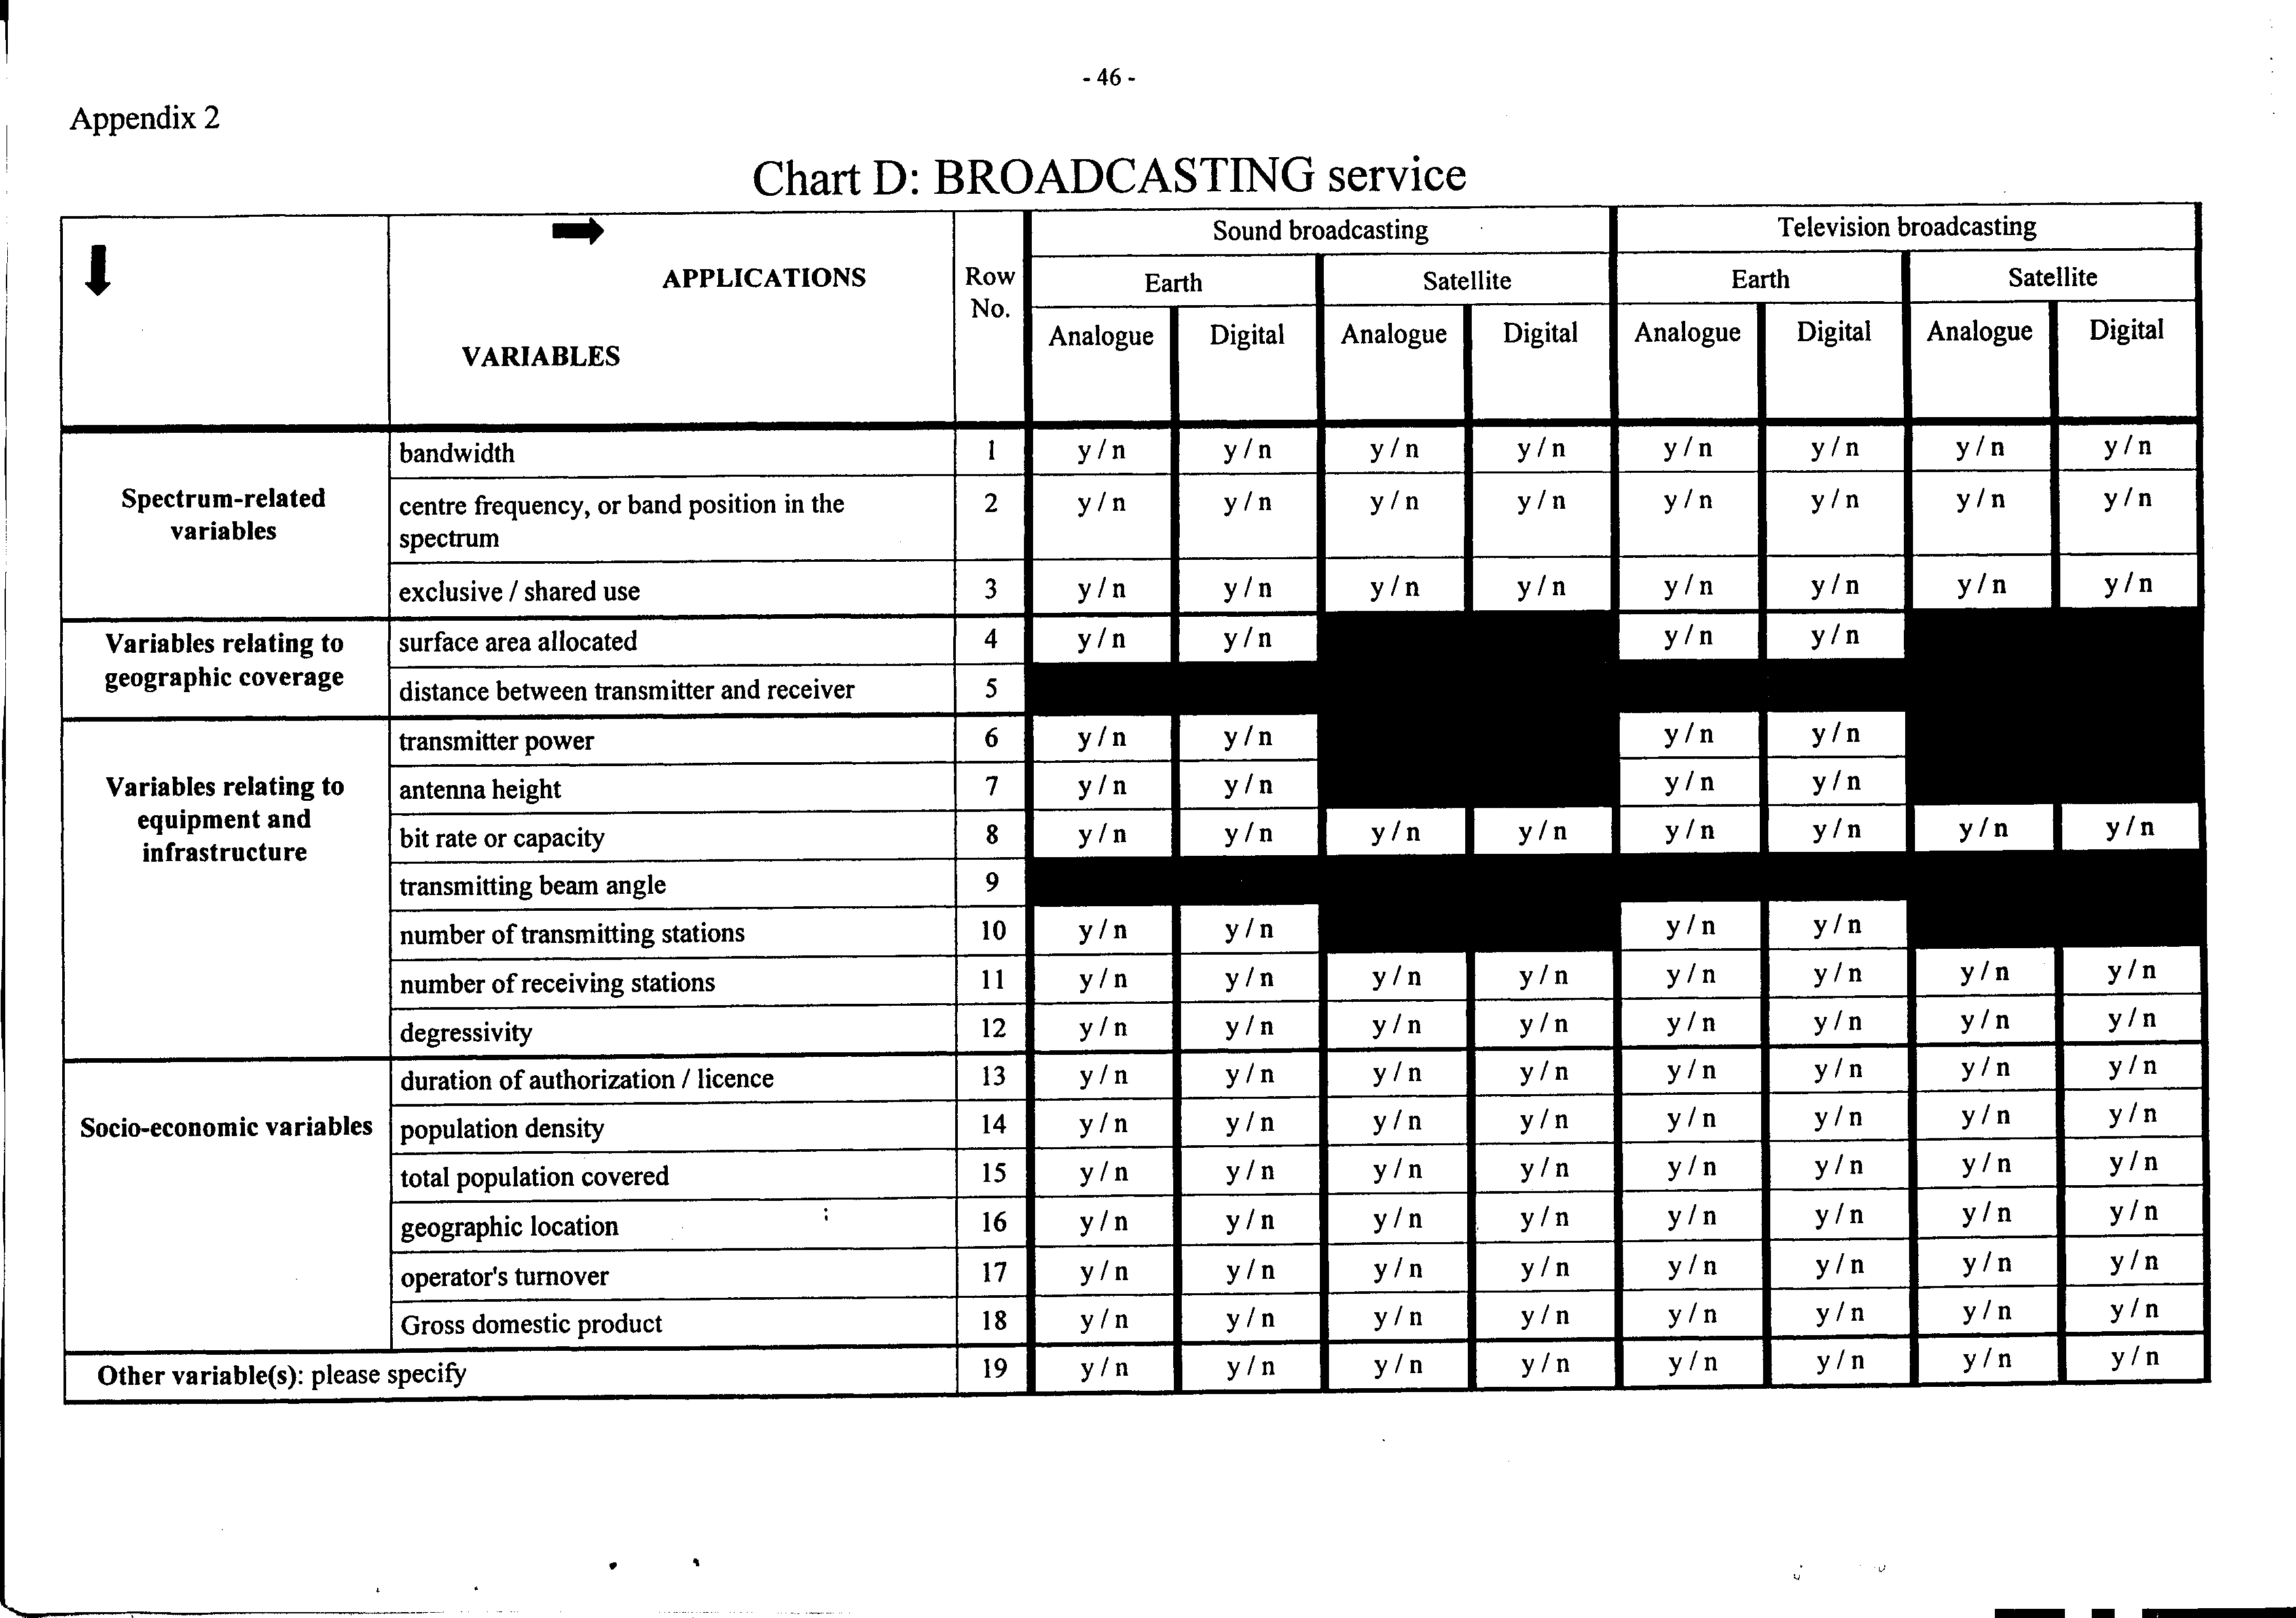 - 46 -
Appendix 2
Chart D: BROADCASTING service
Sound broadcasting Television broadcasting
APPLICATIONS Row No. Earth Satellite Earth Satellite
VARIABLES Analogue Digital Analogue Digital Analogue Digital Analogue Digital
Spectrum-related variables
bandwidth 1 y / n y / n y / n y / n y / n y / n y / n y / n
centre frequency, or band position in the spectrum 2 y / n y / n y / n y / n y / n y / n y / n y / n
exclusive / shared use 3 y / n y / n y / n y / n y / n y / n y / n y / n
Variables relating to geographic coverage
surface area allocated 4 y / n y / n y / n y / n
distance between transmitter and receiver 5
Variables relating to equipment and infrastructure
transmitter power 6 y / n y / n y / n y / n
antenna height 7 y / n y / n y / n y / n
bit rate or capacity 8 y / n y / n y / n y / n y / n y / n y / n y / n
transmitting beam angle 9
number of transmitting stations 10 y / n y / n y / n y / n
number of receiving stations 11 y / n y / n y / n y / n y / n y / n y / n y / n
degressivity 12 y / n y / n y / n y / n y / n y / n y / n y / n
Socio-economic variables
duration of authorization / licence 13 y / n y / n y / n y / n y / n y / n y / n y / n
population density 14 y / n y / n y / n y / n y / n y / n y / n y / n
total population covered 15 y / n y / n y / n y / n y / n y / n y / n y / n
geographic location 16 y / n y / n y / n y / n y / n y / n y / n y / n
operator's turnover 17 y / n y / n y / n y / n y / n y / n y / n y / n
Gross domestic product 18 y / n y / n y / n y / n y / n y / n y / n y / n
Other variable(s): please specify 19 y / n y / n y / n y / n y / n y / n y / n y / n